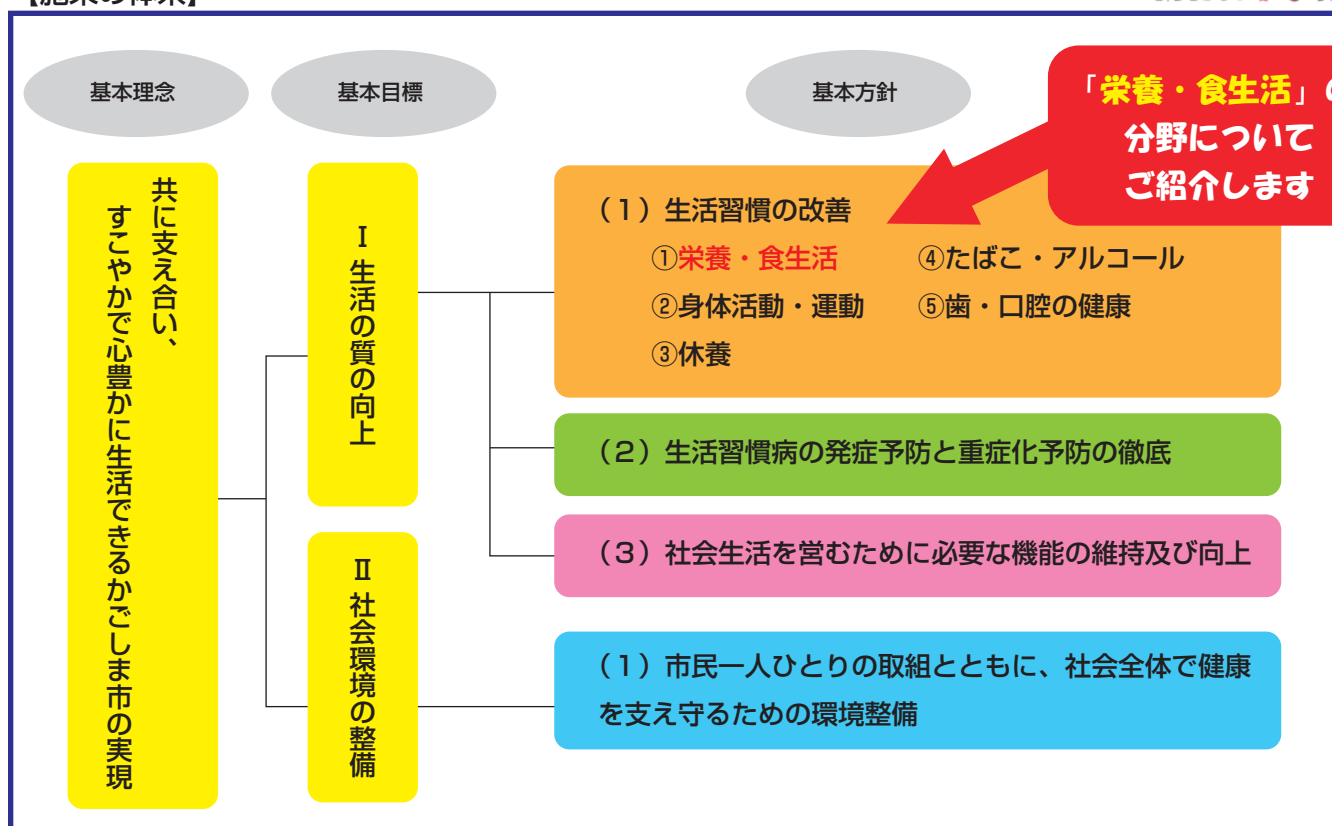 基本理念
基本目標
基本方針
「栄養・食生活」の
分野について
ご紹介します
共に支え合い、
すこやかで心豊かに生活できるかごしま市の実現
Ⅰ 生活の質の向上
（１）生活習慣の改善
①栄養・食生活
②身体活動・運動
③休養
④たばこ・アルコール
⑤歯・口腔の健康
（２）生活習慣病の発症予防と重症化予防の徹底
（３）社会生活を営むために必要な機能の維持及び向上
Ⅱ 社会環境の整備
（１）市民一人ひとりの取組とともに、社会全体で健康
を支え守るための環境整備